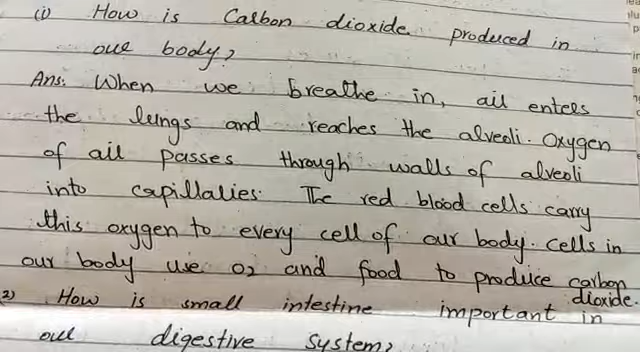 (i) How is Carbon dioxide produced in
our body?
Ans: When we breathe in, air enters
the lungs and reaches the alveoli. Oxygen
of air passes through walls of alveoli
into capillaries. The red blood cells carry
this oxygen to every cell of our body. Cells in
our body use O2 and food to produce carbon
dioxide.
2) How is small intestine important in
our digestive system?